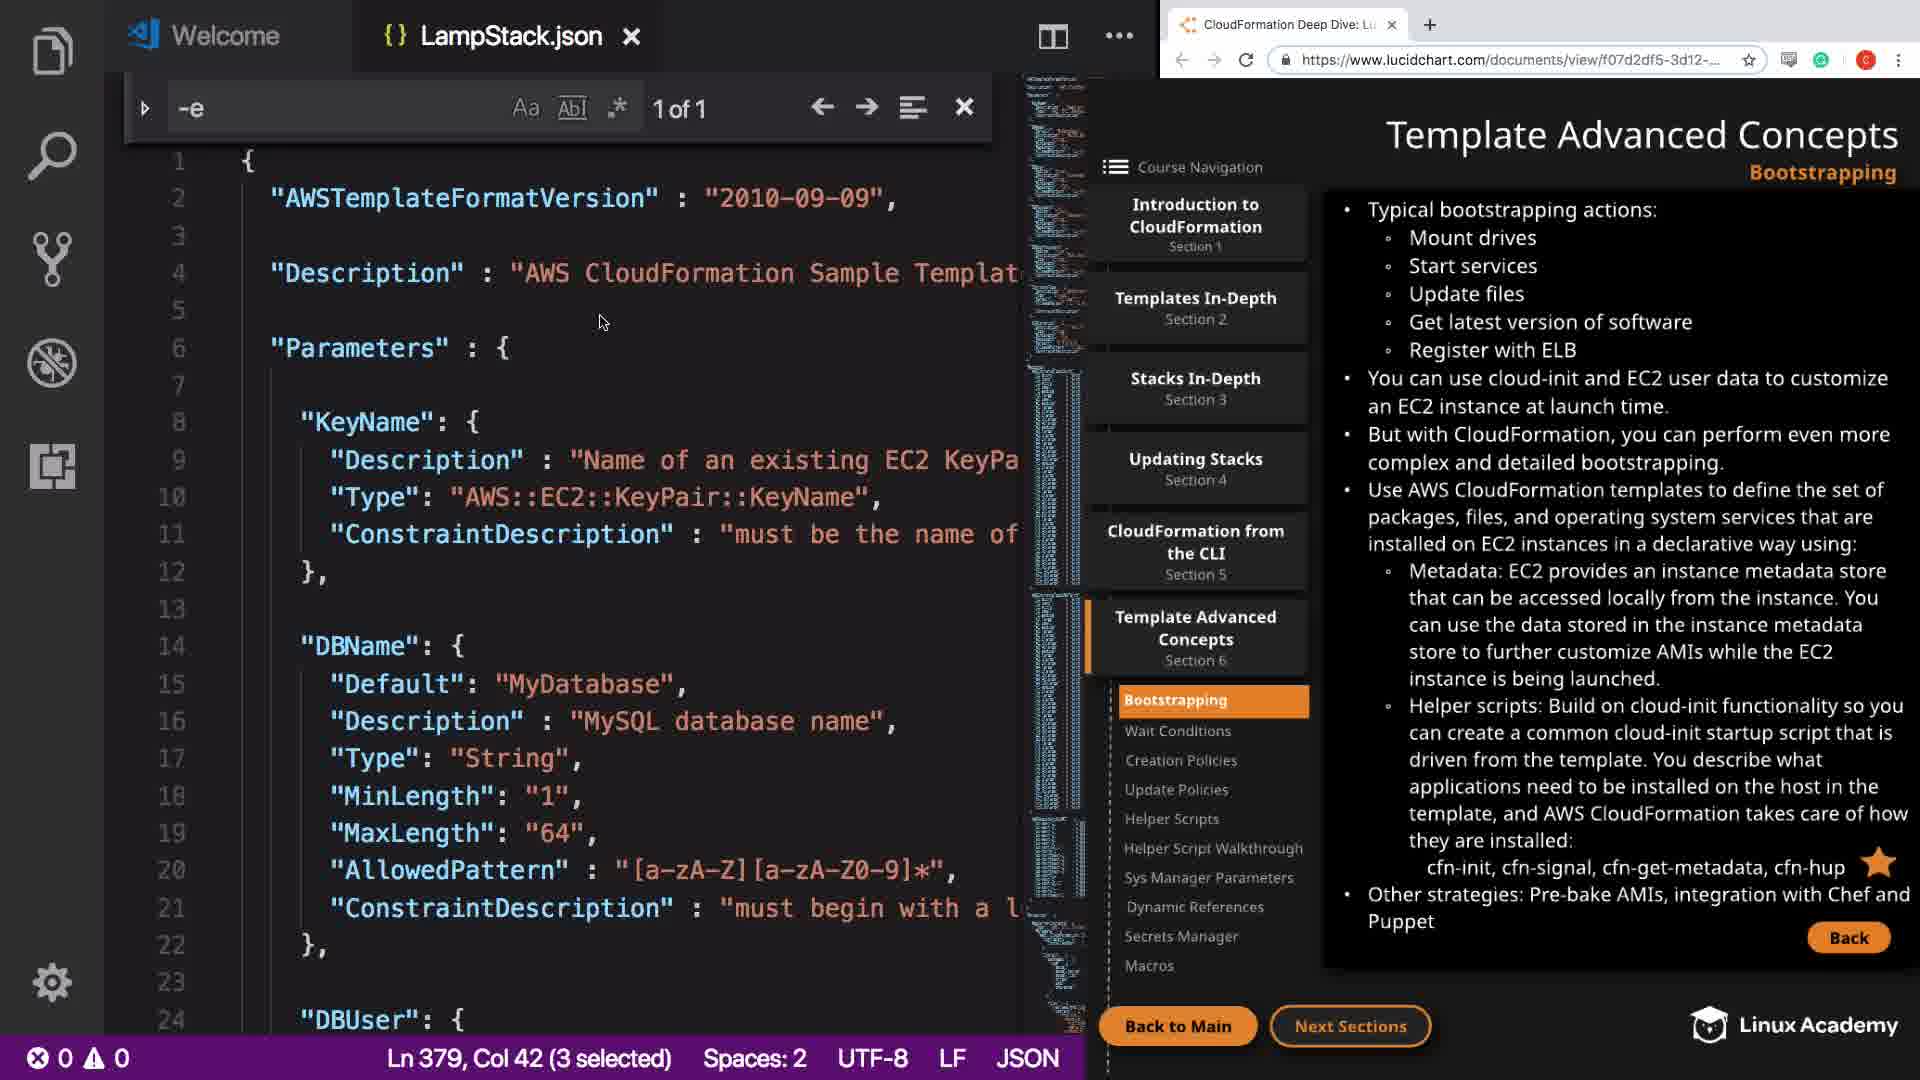 Welcome
{} LampStack.json
-e
Aa Abl .* 1 of 1
1 {
2 "AWSTemplateFormatVersion" : "2010-09-09",
3
4 "Description" : "AWS CloudFormation Sample Templat
5
6 "Parameters" : {
7
8 "KeyName": {
9 "Description" : "Name of an existing EC2 KeyPa
10 "Type": "AWS::EC2::KeyPair::KeyName",
11 "ConstraintDescription" : "must be the name of
12 },
13
14 "DBName": {
15 "Default": "MyDatabase",
16 "Description" : "MySQL database name",
17 "Type": "String",
18 "MinLength": "1",
19 "MaxLength": "64",
20 "AllowedPattern" : "[a-zA-Z][a-zA-Z0-9]*",
21 "ConstraintDescription" : "must begin with a l
22 },
23
24 "DBUser": {
0 0
Ln 379, Col 42 (3 selected) Spaces: 2 UTF-8 LF JSON
CloudFormation Deep Dive: Lu
https://www.lucidchart.com/documents/view/f07d2df5-3d12-...
C
Template Advanced Concepts
Bootstrapping
Course Navigation
Introduction to
CloudFormation
Section 1
Templates In-Depth
Section 2
Stacks In-Depth
Section 3
Updating Stacks
Section 4
CloudFormation from
the CLI
Section 5
Template Advanced
Concepts
Section 6
Bootstrapping
Wait Conditions
Creation Policies
Update Policies
Helper Scripts
Helper Script Walkthrough
Sys Manager Parameters
Dynamic References
Secrets Manager
Macros
• Typical bootstrapping actions:
◦ Mount drives
◦ Start services
◦ Update files
◦ Get latest version of software
◦ Register with ELB
• You can use cloud-init and EC2 user data to customize
an EC2 instance at launch time.
• But with CloudFormation, you can perform even more
complex and detailed bootstrapping.
• Use AWS CloudFormation templates to define the set of
packages, files, and operating system services that are
installed on EC2 instances in a declarative way using:
◦ Metadata: EC2 provides an instance metadata store
that can be accessed locally from the instance. You
can use the data stored in the instance metadata
store to further customize AMIs while the EC2
instance is being launched.
◦ Helper scripts: Build on cloud-init functionality so you
can create a common cloud-init startup script that is
driven from the template. You describe what
applications need to be installed on the host in the
template, and AWS CloudFormation takes care of how
they are installed:
cfn-init, cfn-signal, cfn-get-metadata, cfn-hup
• Other strategies: Pre-bake AMIs, integration with Chef and
Puppet
Back
Back to Main
Next Sections
Linux Academy